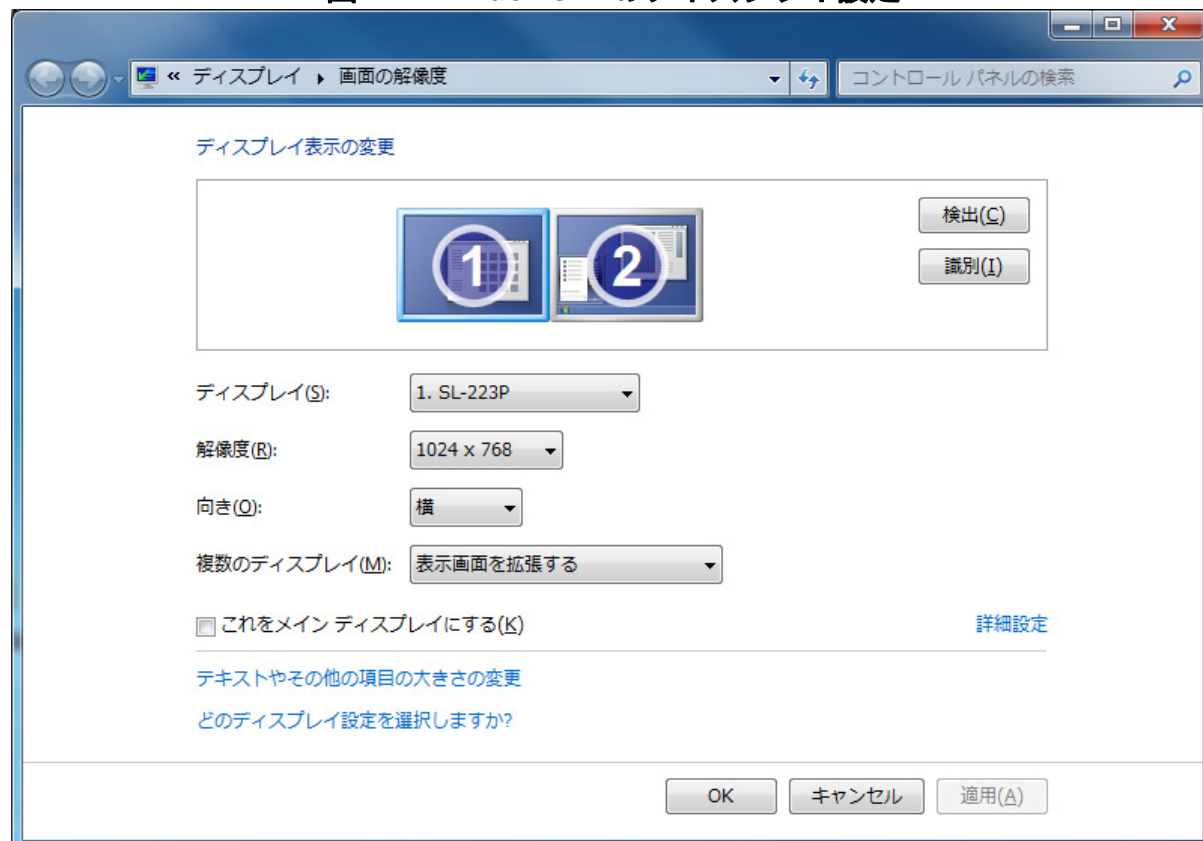 « ディスプレイ ▸ 画面の解像度
コントロール パネルの検索
ディスプレイ表示の変更
1
2
検出(C)
識別(I)
ディスプレイ(S): 1. SL-223P
解像度(R): 1024 x 768
向き(O): 横
複数のディスプレイ(M): 表示画面を拡張する
これをメイン ディスプレイにする(K) 詳細設定
テキストやその他の項目の大きさの変更
どのディスプレイ設定を選択しますか?
OK キャンセル 適用(A)